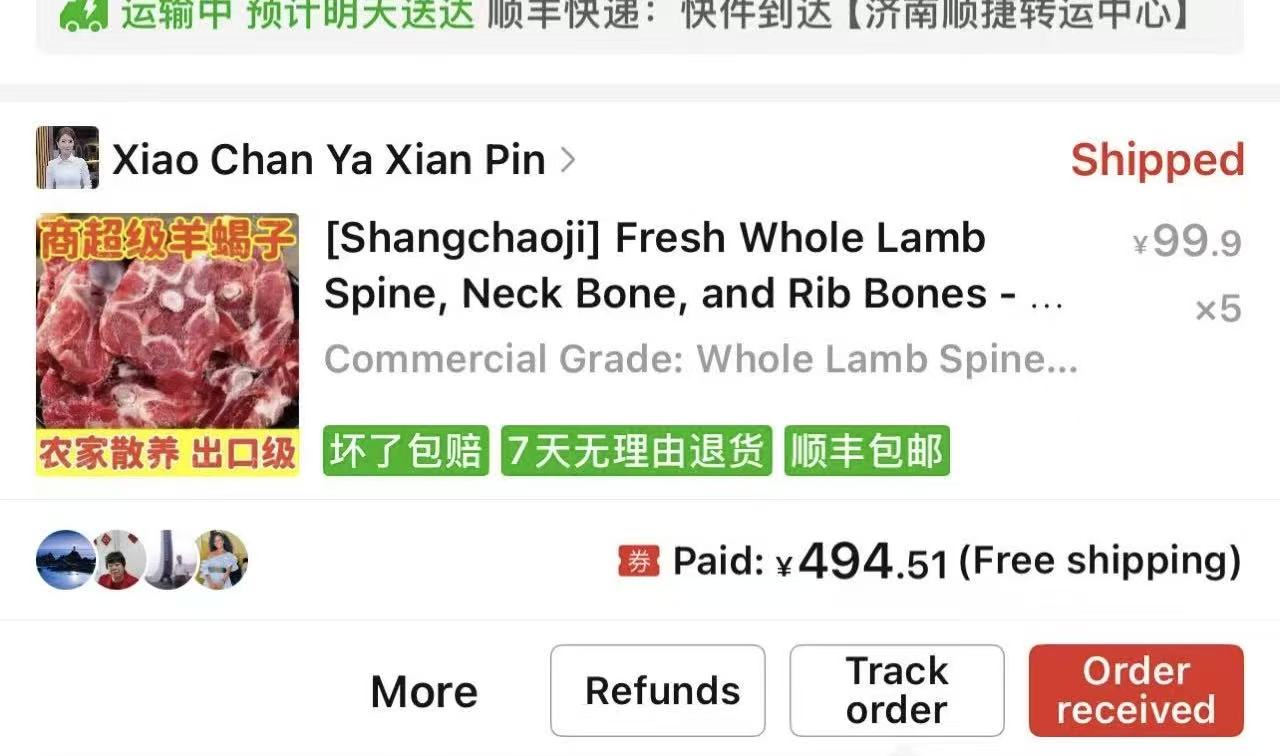 运输中 预计明天送达 顺丰快递：快件到达【济南顺捷转运中心】
Xiao Chan Ya Xian Pin
Shipped
商超级羊蝎子
农家散养 出口级
[Shangchaoji] Fresh Whole Lamb
Spine, Neck Bone, and Rib Bones - ...
¥99.9
×5
Commercial Grade: Whole Lamb Spine...
坏了包赔 7天无理由退货 顺丰包邮
券 Paid: ¥494.51 (Free shipping)
More
Refunds
Track
order
Order
received